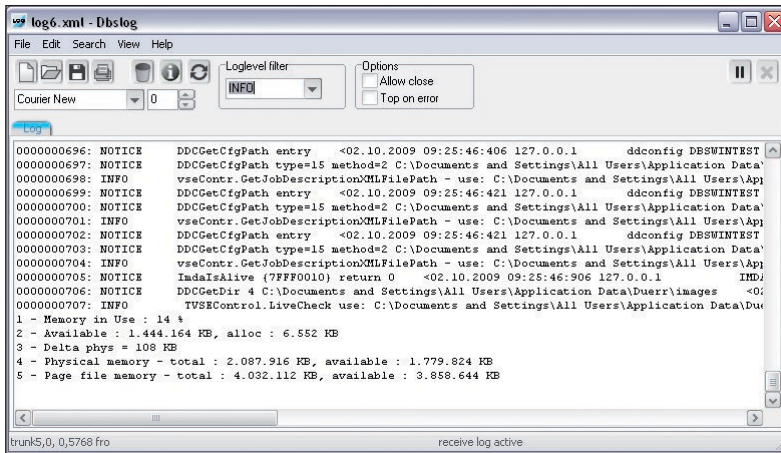 log6.xml - Dbslog
File Edit Search View Help
Loglevel filter
INFO
Options
Allow close
Top on error
Courier New 0
Log
0000000696: NOTICE DDCGetCfgPath entry <02.10.2009 09:25:46:406 127.0.0.1 ddconfig DBSWINTEST
0000000697: NOTICE DDCGetCfgPath type=15 method=2 C:\Documents and Settings\All Users\Application Data\
0000000698: INFO vseContr.GetJobDescriptionXMLFilePath - use: C:\Documents and Settings\All Users\App
0000000699: NOTICE DDCGetCfgPath entry <02.10.2009 09:25:46:421 127.0.0.1 ddconfig DBSWINTEST
0000000700: NOTICE DDCGetCfgPath type=15 method=2 C:\Documents and Settings\All Users\Application Data\
0000000701: INFO vseContr.GetJobDescriptionXMLFilePath - use: C:\Documents and Settings\All Users\App
0000000702: NOTICE DDCGetCfgPath entry <02.10.2009 09:25:46:421 127.0.0.1 ddconfig DBSWINTEST
0000000703: NOTICE DDCGetCfgPath type=15 method=2 C:\Documents and Settings\All Users\Application Data\
0000000704: INFO vseContr.GetJobDescriptionXMLFilePath - use: C:\Documents and Settings\All Users\App
0000000705: NOTICE ImdaIsAlive {7FFF0010} return 0 <02.10.2009 09:25:46:906 127.0.0.1 IMD
0000000706: NOTICE DDCGetDir 4 C:\Documents and Settings\All Users\Application Data\Duerr\images <02
0000000707: INFO TVSEControl.LiveCheck use: C:\Documents and Settings\All Users\Application Data\Due
1 - Memory in Use : 14 %
2 - Available : 1.444.164 KB, alloc : 6.552 KB
3 - Delta phys = 108 KB
4 - Physical memory - total : 2.087.916 KB, available : 1.779.824 KB
5 - Page file memory - total : 4.032.112 KB, available : 3.858.644 KB
trunk5,0, 0,5768 fro receive log active